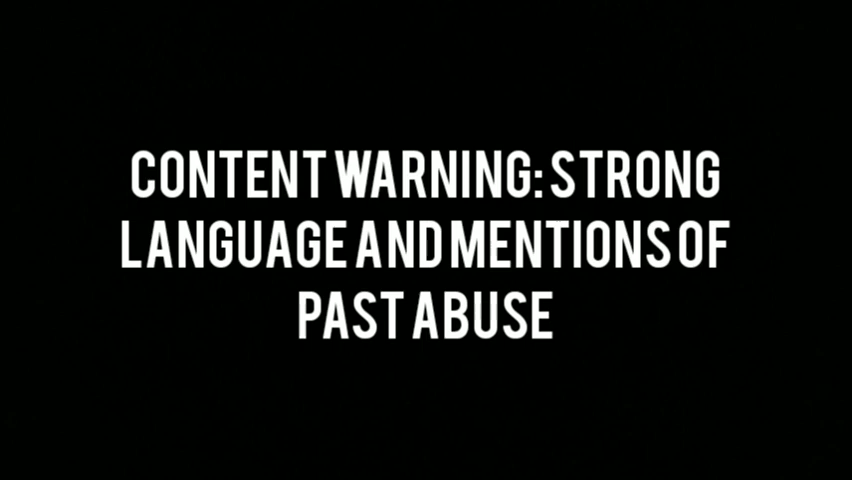 CONTENT WARNING: STRONG
LANGUAGE AND MENTIONS OF
PAST ABUSE